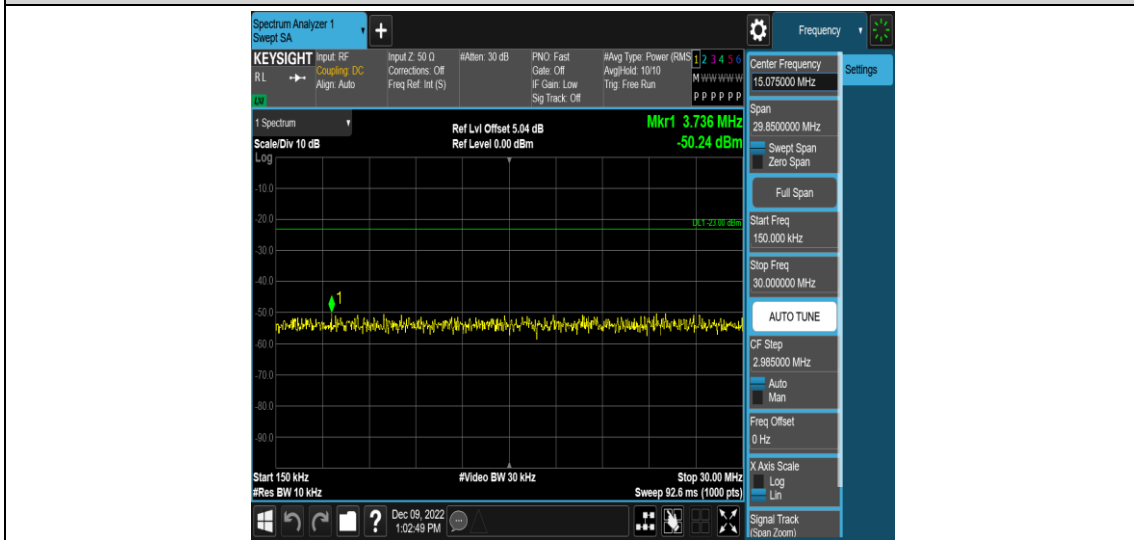 Spectrum Analyzer 1
Swept SA
+
Frequency
KEYSIGHT
RL
LXI
Input: RF
Coupling: DC
Align: Auto
Input Z: 50 Ω
Corrections: Off
Freq Ref: Int (S)
#Atten: 30 dB
PNO: Fast
Gate: Off
IF Gain: Low
Sig Track: Off
#Avg Type: Power (RMS
Avg|Hold: 10/10
Trig: Free Run
1 2 3 4 5 6
M W W W W W
P P P P P P
1 Spectrum
Scale/Div 10 dB
Log
Ref Lvl Offset 5.04 dB
Ref Level 0.00 dBm
Mkr1 3.736 MHz
-50.24 dBm
-10.0
-20.0
DL1 -23.00 dBm
-30.0
-40.0
1
-50.0
-60.0
-70.0
-80.0
-90.0
Start 150 kHz
#Video BW 30 kHz
Stop 30.00 MHz
#Res BW 10 kHz
Sweep 92.6 ms (1000 pts)
?
Dec 09, 2022
1:02:49 PM
Center Frequency
15.075000 MHz
Settings
Span
29.8500000 MHz
Swept Span
Zero Span
Full Span
Start Freq
150.000 kHz
Stop Freq
30.000000 MHz
AUTO TUNE
CF Step
2.985000 MHz
Auto
Man
Freq Offset
0 Hz
X Axis Scale
Log
Lin
Signal Track
(Span Zoom)